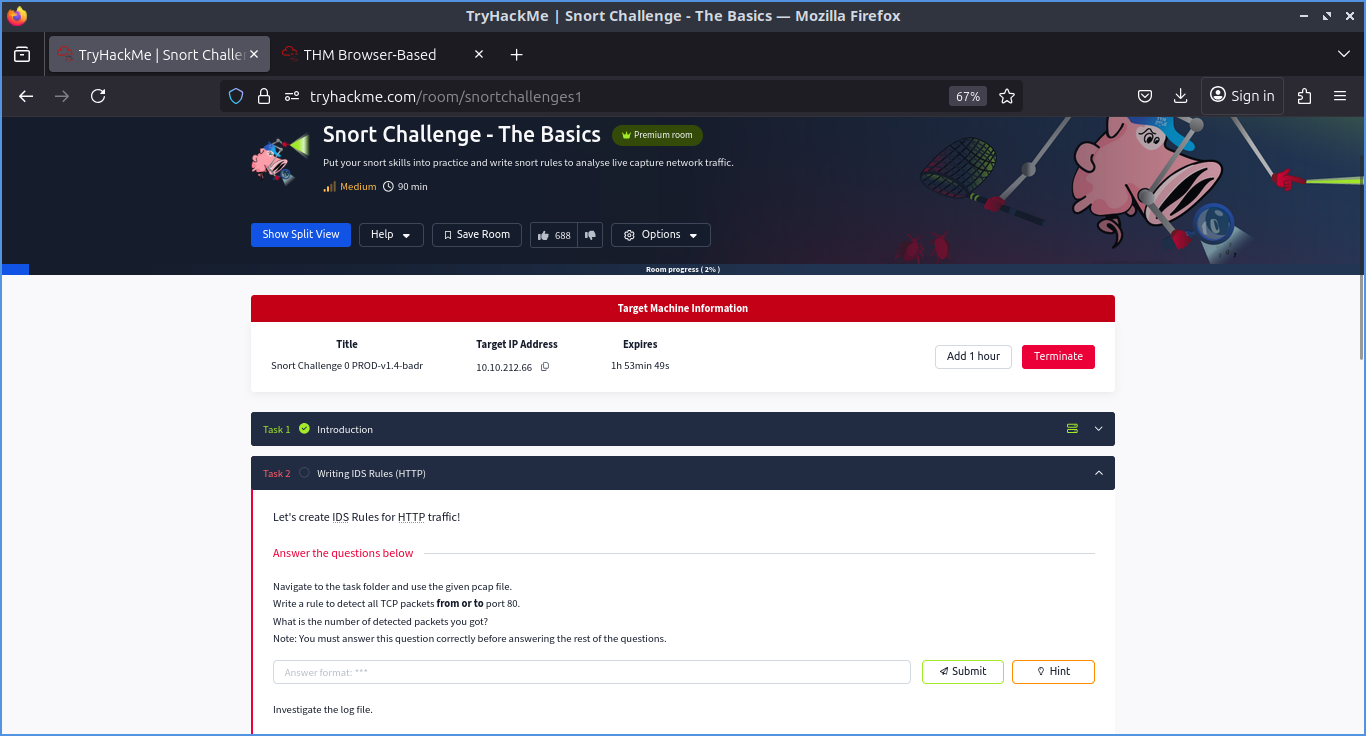 TryHackMe | Snort Challenge - The Basics — Mozilla Firefox
TryHackMe | Snort Challe
THM Browser-Based
tryhackme.com/room/snortchallenges1
67%
Sign in
Snort Challenge - The Basics
Premium room
Put your snort skills into practice and write snort rules to analyse live capture network traffic.
Medium 90 min
Show Split View
Help
Save Room
688
Options
Room progress ( 2% )
Target Machine Information
Title Target IP Address Expires
Snort Challenge 0 PROD-v1.4-badr 10.10.212.66 1h 53min 49s
Add 1 hour
Terminate
Task 1 Introduction
Task 2 Writing IDS Rules (HTTP)
Let's create IDS Rules for HTTP traffic!
Answer the questions below
Navigate to the task folder and use the given pcap file.
Write a rule to detect all TCP packets from or to port 80.
What is the number of detected packets you got?
Note: You must answer this question correctly before answering the rest of the questions.
Answer format: ***
Submit
Hint
Investigate the log file.